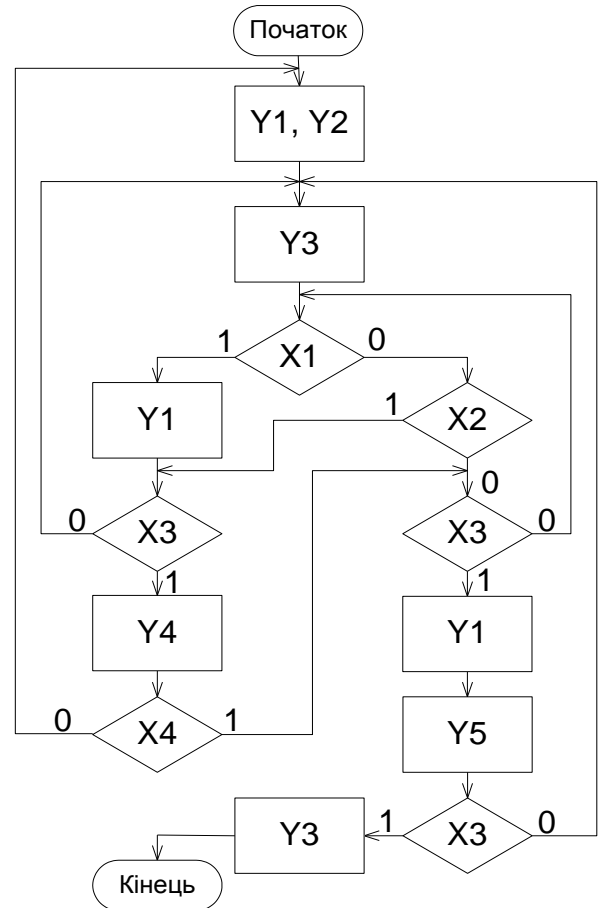 Початок
Y1, Y2
Y3
1 X1 0
Y1
1 X2
0
0 X3
X3 0
1
1
Y4
Y1
0 X4 1
Y5
Y3
1 X3 0
Кінець